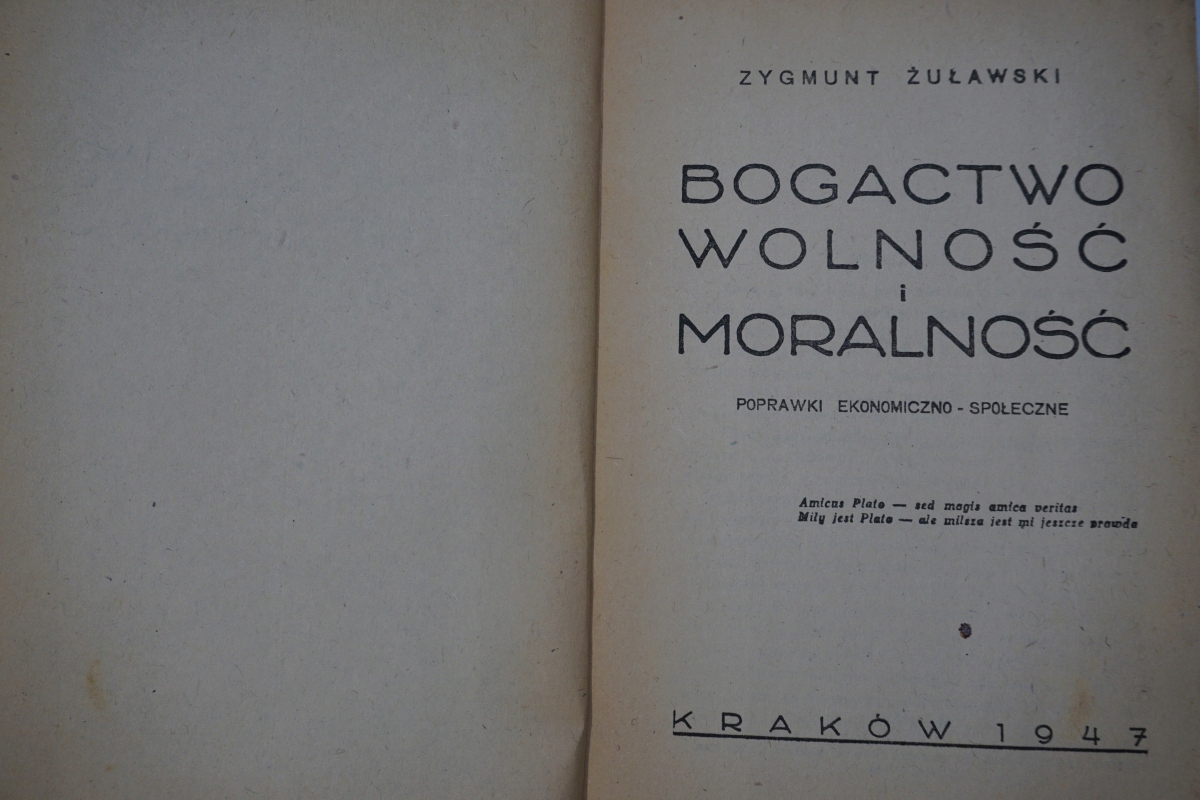 ZYGMUNT ŻUŁAWSKI
BOGACTWO
WOLNOŚĆ
i
MORALNOŚĆ
POPRAWKI EKONOMICZNO - SPOŁECZNE
Amicus Plato — sed magis amica veritas
Miły jest Plato — ale milsza jest mi jeszcze prawda
KRAKÓW 1947